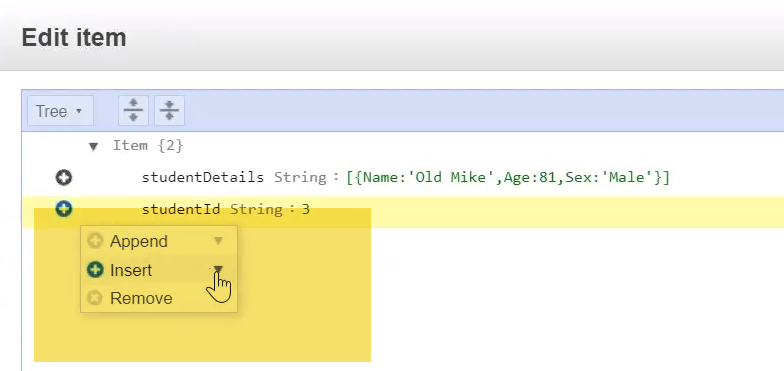 Edit item
Tree
Item {2}
studentDetails String : [{Name:'Old Mike',Age:81,Sex:'Male'}]
studentId String : 3
Append
Insert
Remove